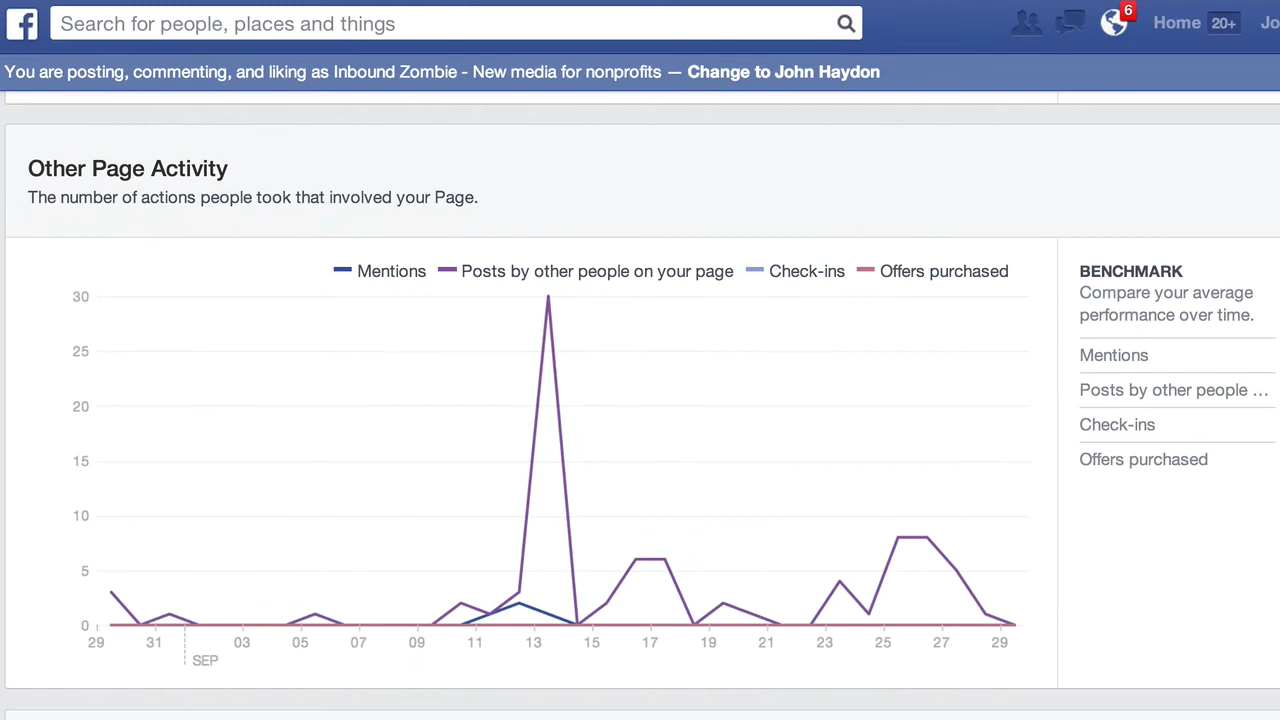 f
Search for people, places and things
6
Home 20+ Jo
You are posting, commenting, and liking as Inbound Zombie - New media for nonprofits — Change to John Haydon
Other Page Activity
The number of actions people took that involved your Page.
Mentions Posts by other people on your page Check-ins Offers purchased
30
25
20
15
10
5
0
29 31 03 05 07 09 11 13 15 17 19 21 23 25 27 29
SEP
BENCHMARK
Compare your average
performance over time.
Mentions
Posts by other people ...
Check-ins
Offers purchased